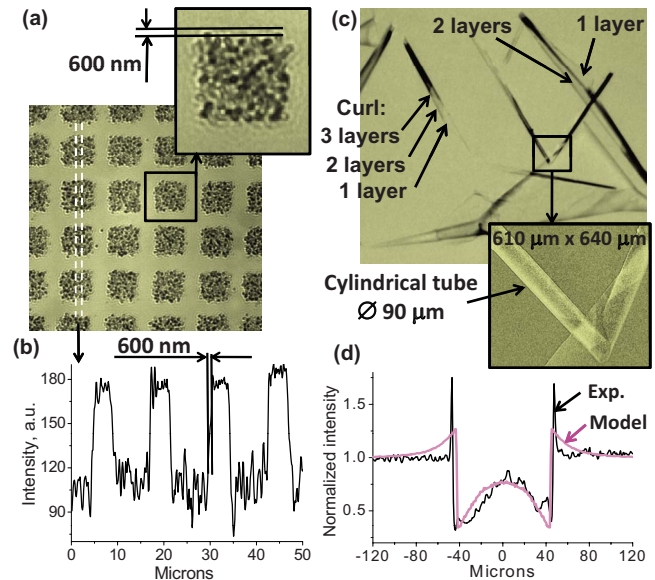 (a)
600 nm
(c)
2 layers
1 layer
Curl:
3 layers
2 layers
1 layer
610 µm x 640 µm
Cylindrical tube
Ø 90 µm
(b)
600 nm
Intensity, a.u.
180
150
120
90
0 10 20 30 40 50
Microns
(d)
Exp.
Model
Normalized intensity
1.5
1.0
0.5
-120 -80 -40 0 40 80 120
Microns